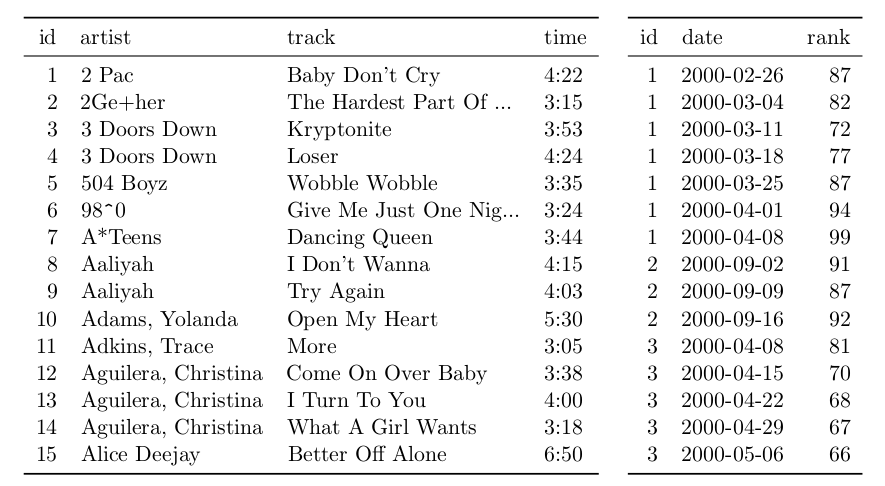 id artist track time id date rank
1 2 Pac Baby Don't Cry 4:22 1 2000-02-26 87
2 2Ge+her The Hardest Part Of ... 3:15 1 2000-03-04 82
3 3 Doors Down Kryptonite 3:53 1 2000-03-11 72
4 3 Doors Down Loser 4:24 1 2000-03-18 77
5 504 Boyz Wobble Wobble 3:35 1 2000-03-25 87
6 98^0 Give Me Just One Nig... 3:24 1 2000-04-01 94
7 A*Teens Dancing Queen 3:44 1 2000-04-08 99
8 Aaliyah I Don't Wanna 4:15 2 2000-09-02 91
9 Aaliyah Try Again 4:03 2 2000-09-09 87
10 Adams, Yolanda Open My Heart 5:30 2 2000-09-16 92
11 Adkins, Trace More 3:05 3 2000-04-08 81
12 Aguilera, Christina Come On Over Baby 3:38 3 2000-04-15 70
13 Aguilera, Christina I Turn To You 4:00 3 2000-04-22 68
14 Aguilera, Christina What A Girl Wants 3:18 3 2000-04-29 67
15 Alice Deejay Better Off Alone 6:50 3 2000-05-06 66